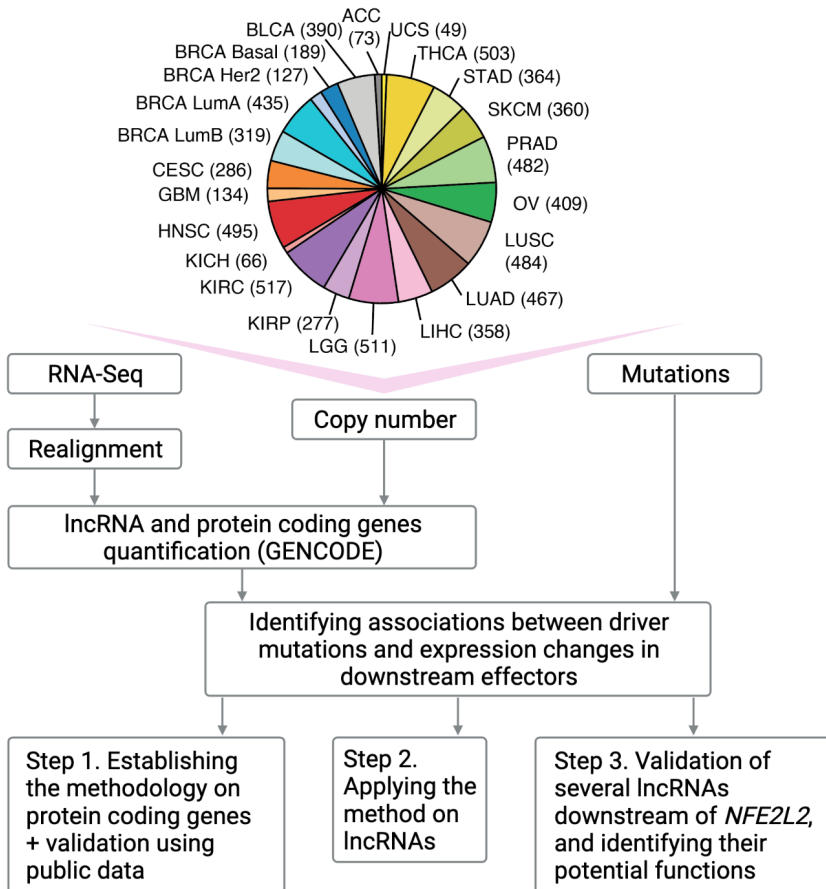 ACC
(73)
UCS (49)
THCA (503)
STAD (364)
SKCM (360)
PRAD
(482)
OV (409)
LUSC
(484)
LUAD (467)
LIHC (358)
LGG (511)
KIRP (277)
KIRC (517)
KICH (66)
HNSC (495)
GBM (134)
CESC (286)
BRCA LumB (319)
BRCA LumA (435)
BRCA Her2 (127)
BRCA Basal (189)
BLCA (390)
RNA-Seq
Mutations
Copy number
Realignment
lncRNA and protein coding genes
quantification (GENCODE)
Identifying associations between driver
mutations and expression changes in
downstream effectors
Step 1. Establishing
the methodology on
protein coding genes
+ validation using
public data
Step 2.
Applying the
method on
lncRNAs
Step 3. Validation of
several lncRNAs
downstream of NFE2L2,
and identifying their
potential functions